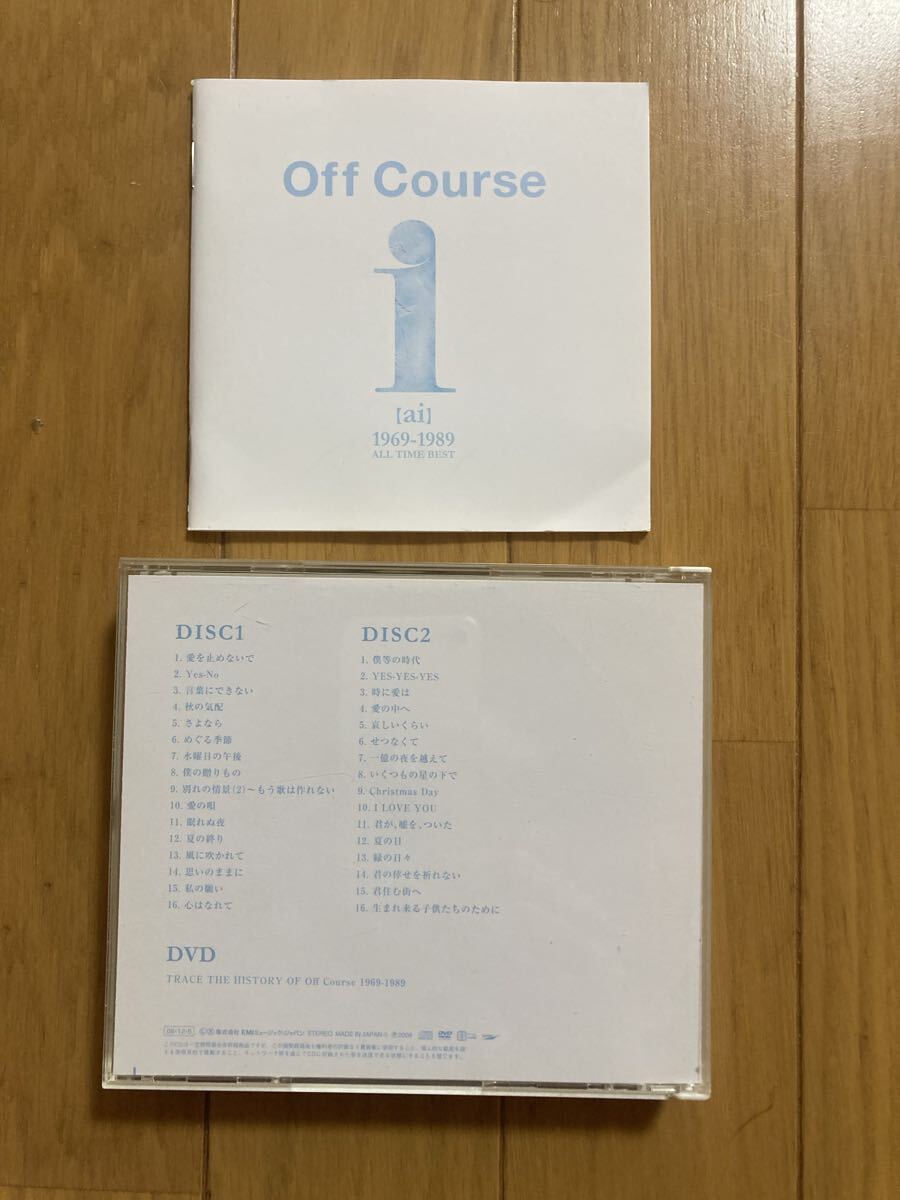 Off Course
i
【ai】
1969-1989
ALL TIME BEST
DISC1
1. 愛を止めないで
2. Yes-No
3. 言葉にできない
4. 秋の気配
5. さよなら
6. めぐる季節
7. 水曜日の午後
8. 僕の贈りもの
9. 別れの情景(2)〜もう歌は作れない
10. 愛の唄
11. 眠れぬ夜
12. 夏の終り
13. 風に吹かれて
14. 思いのままに
15. 私の願い
16. 心はなれて
DISC2
1. 僕等の時代
2. YES-YES-YES
3. 時に愛は
4. 愛の中へ
5. 哀しいくらい
6. せつなくて
7. 一億の夜を越えて
8. いくつもの星の下で
9. Christmas Day
10. I LOVE YOU
11. 君が、嘘を、ついた
12. 夏の日
13. 緑の日々
14. 君の倖せを祈れない
15. 君住む街へ
16. 生まれ来る子供たちのために
DVD
TRACE THE HISTORY OF Off Course 1969-1989
株式会社 EMIミュージック・ジャパン STEREO MADE IN JAPAN